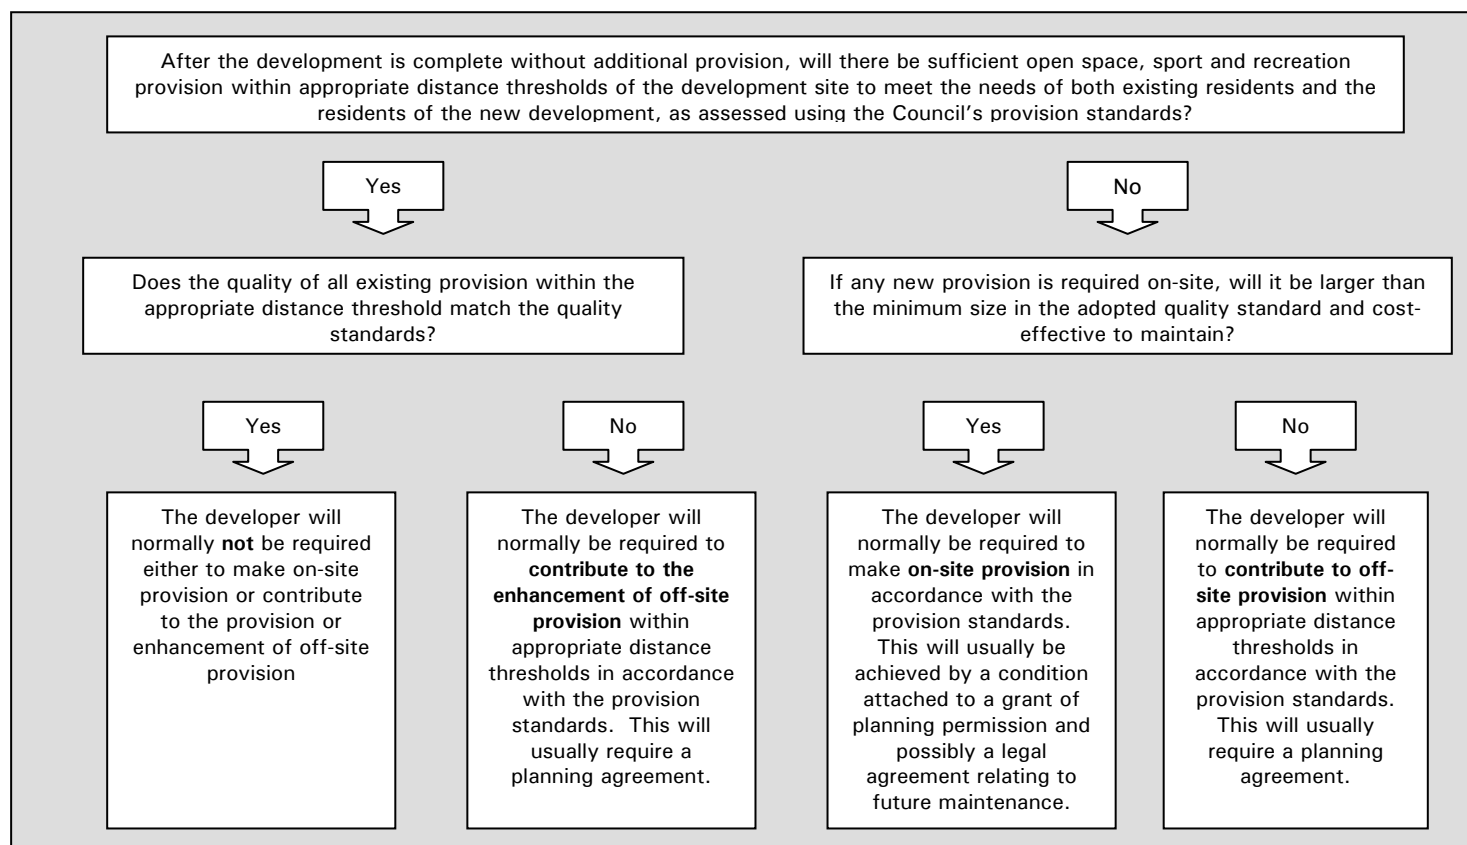 After the development is complete without additional provision, will there be sufficient open space, sport and recreation
provision within appropriate distance thresholds of the development site to meet the needs of both existing residents and the
residents of the new development, as assessed using the Council's provision standards?
Yes
No
Does the quality of all existing provision within the
appropriate distance threshold match the quality
standards?
If any new provision is required on-site, will it be larger than
the minimum size in the adopted quality standard and cost-
effective to maintain?
Yes
No
Yes
No
The developer will
normally not be required
either to make on-site
provision or contribute
to the provision or
enhancement of off-site
provision
The developer will
normally be required to
contribute to the
enhancement of off-site
provision within
appropriate distance
thresholds in accordance
with the provision
standards. This will
usually require a
planning agreement.
The developer will
normally be required to
make on-site provision in
accordance with the
provision standards.
This will usually be
achieved by a condition
attached to a grant of
planning permission and
possibly a legal
agreement relating to
future maintenance.
The developer will
normally be required
to contribute to off-
site provision within
appropriate distance
thresholds in
accordance with the
provision standards.
This will usually
require a planning
agreement.